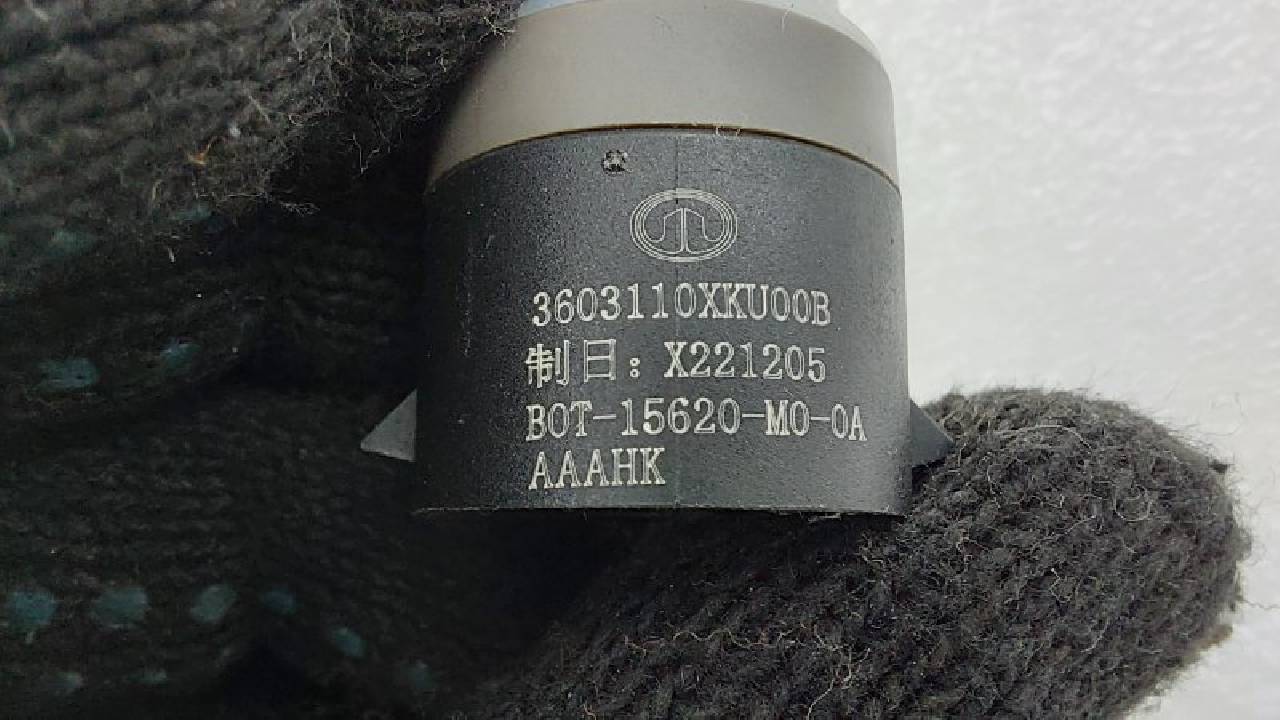 3603110XKU00B
制日：X221205
BOT-15620-M0-0A
AAAHK